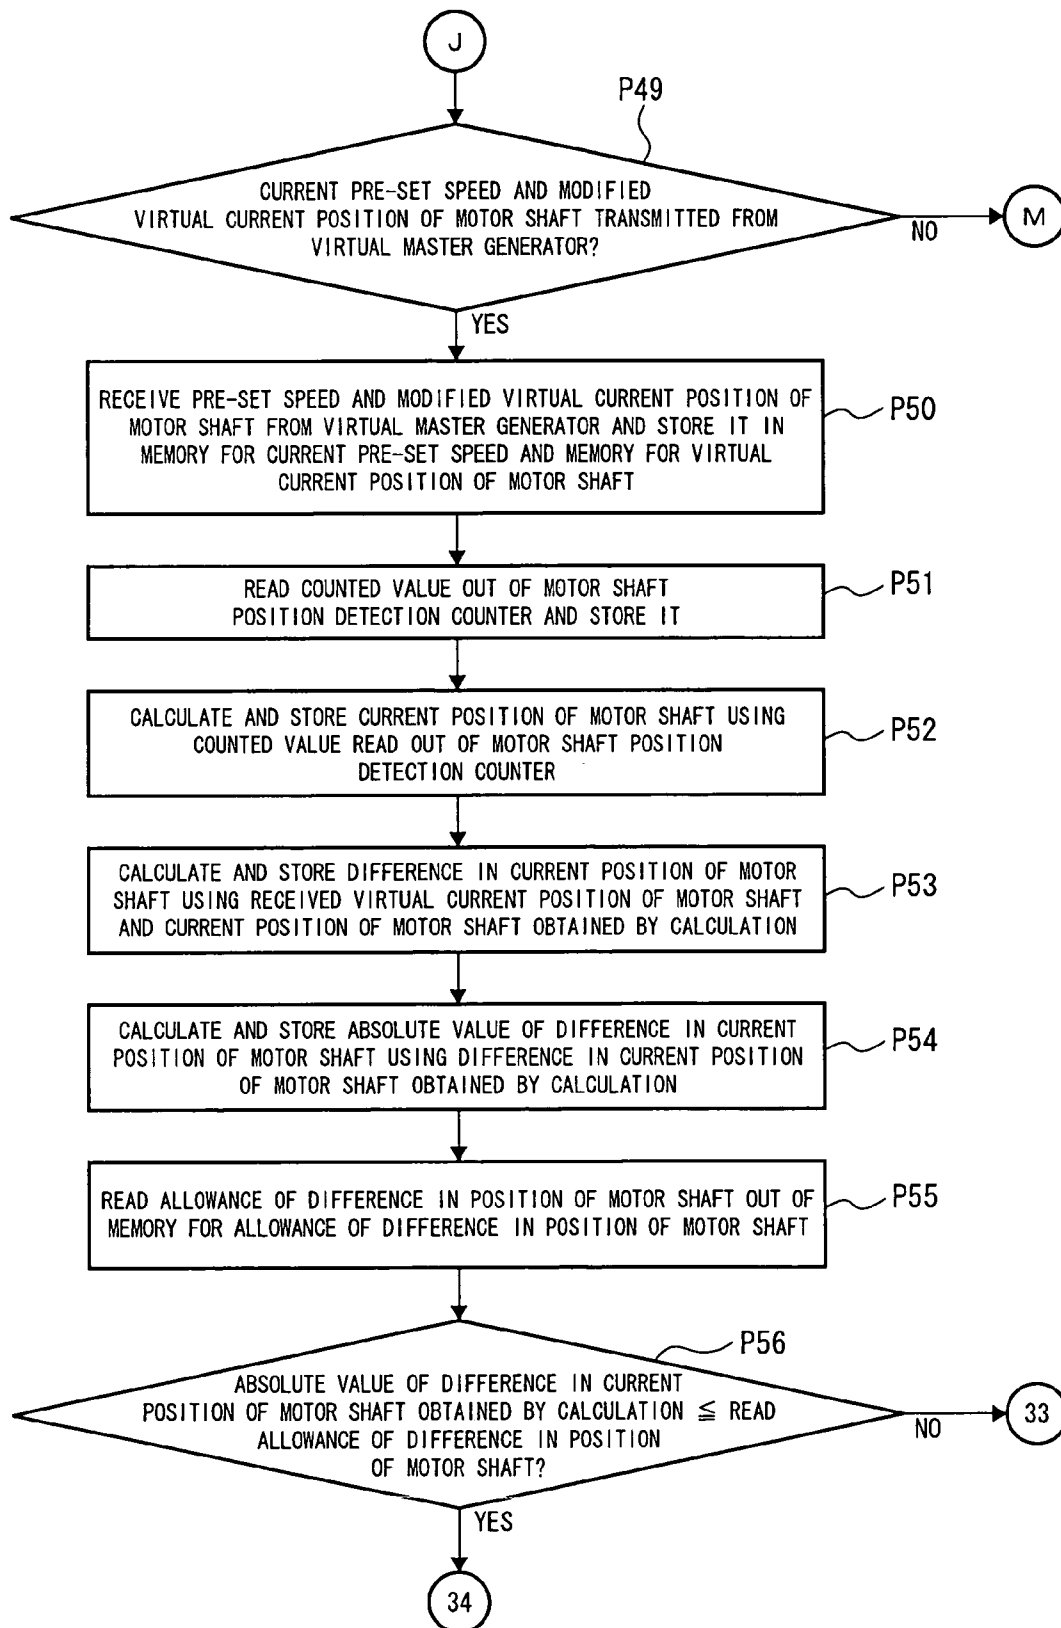 J
P49
CURRENT PRE-SET SPEED AND MODIFIED
VIRTUAL CURRENT POSITION OF MOTOR SHAFT TRANSMITTED FROM
VIRTUAL MASTER GENERATOR?
NO
M
YES
RECEIVE PRE-SET SPEED AND MODIFIED VIRTUAL CURRENT POSITION OF
MOTOR SHAFT FROM VIRTUAL MASTER GENERATOR AND STORE IT IN
MEMORY FOR CURRENT PRE-SET SPEED AND MEMORY FOR VIRTUAL
CURRENT POSITION OF MOTOR SHAFT
P50
READ COUNTED VALUE OUT OF MOTOR SHAFT
POSITION DETECTION COUNTER AND STORE IT
P51
CALCULATE AND STORE CURRENT POSITION OF MOTOR SHAFT USING
COUNTED VALUE READ OUT OF MOTOR SHAFT POSITION
DETECTION COUNTER
P52
CALCULATE AND STORE DIFFERENCE IN CURRENT POSITION OF MOTOR
SHAFT USING RECEIVED VIRTUAL CURRENT POSITION OF MOTOR SHAFT
AND CURRENT POSITION OF MOTOR SHAFT OBTAINED BY CALCULATION
P53
CALCULATE AND STORE ABSOLUTE VALUE OF DIFFERENCE IN CURRENT
POSITION OF MOTOR SHAFT USING DIFFERENCE IN CURRENT POSITION
OF MOTOR SHAFT OBTAINED BY CALCULATION
P54
READ ALLOWANCE OF DIFFERENCE IN POSITION OF MOTOR SHAFT OUT OF
MEMORY FOR ALLOWANCE OF DIFFERENCE IN POSITION OF MOTOR SHAFT
P55
P56
ABSOLUTE VALUE OF DIFFERENCE IN CURRENT
POSITION OF MOTOR SHAFT OBTAINED BY CALCULATION ≦ READ
ALLOWANCE OF DIFFERENCE IN POSITION
OF MOTOR SHAFT?
NO
33
YES
34